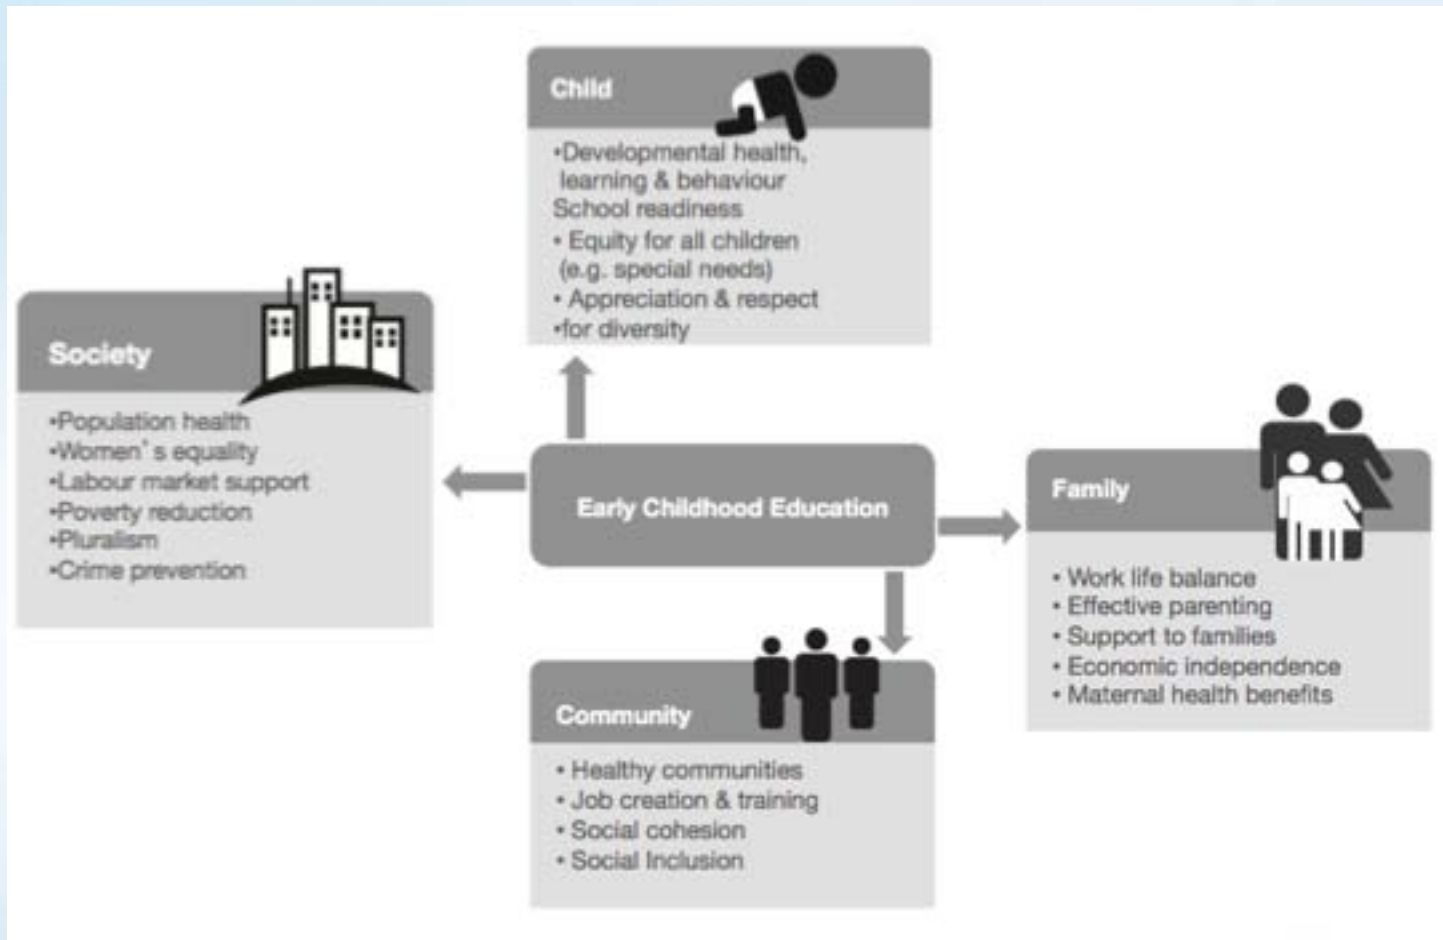 Child
•Developmental health,
learning & behaviour
School readiness
• Equity for all children
(e.g. special needs)
• Appreciation & respect
•for diversity
Society
•Population health
•Women's equality
•Labour market support
•Poverty reduction
•Pluralism
•Crime prevention
Early Childhood Education
Family
• Work life balance
• Effective parenting
• Support to families
• Economic independence
• Maternal health benefits
Community
• Healthy communities
• Job creation & training
• Social cohesion
• Social Inclusion